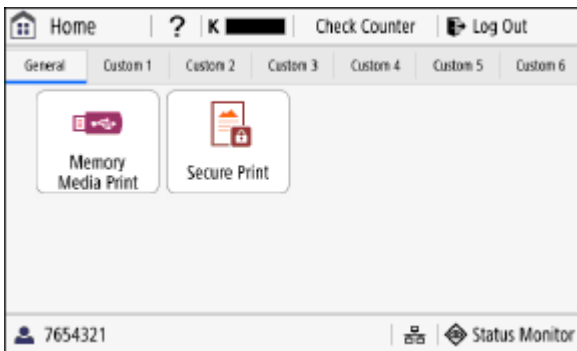 Home ? K Check Counter Log Out
General Custom 1 Custom 2 Custom 3 Custom 4 Custom 5 Custom 6
Memory
Media Print
Secure Print
7654321 Status Monitor